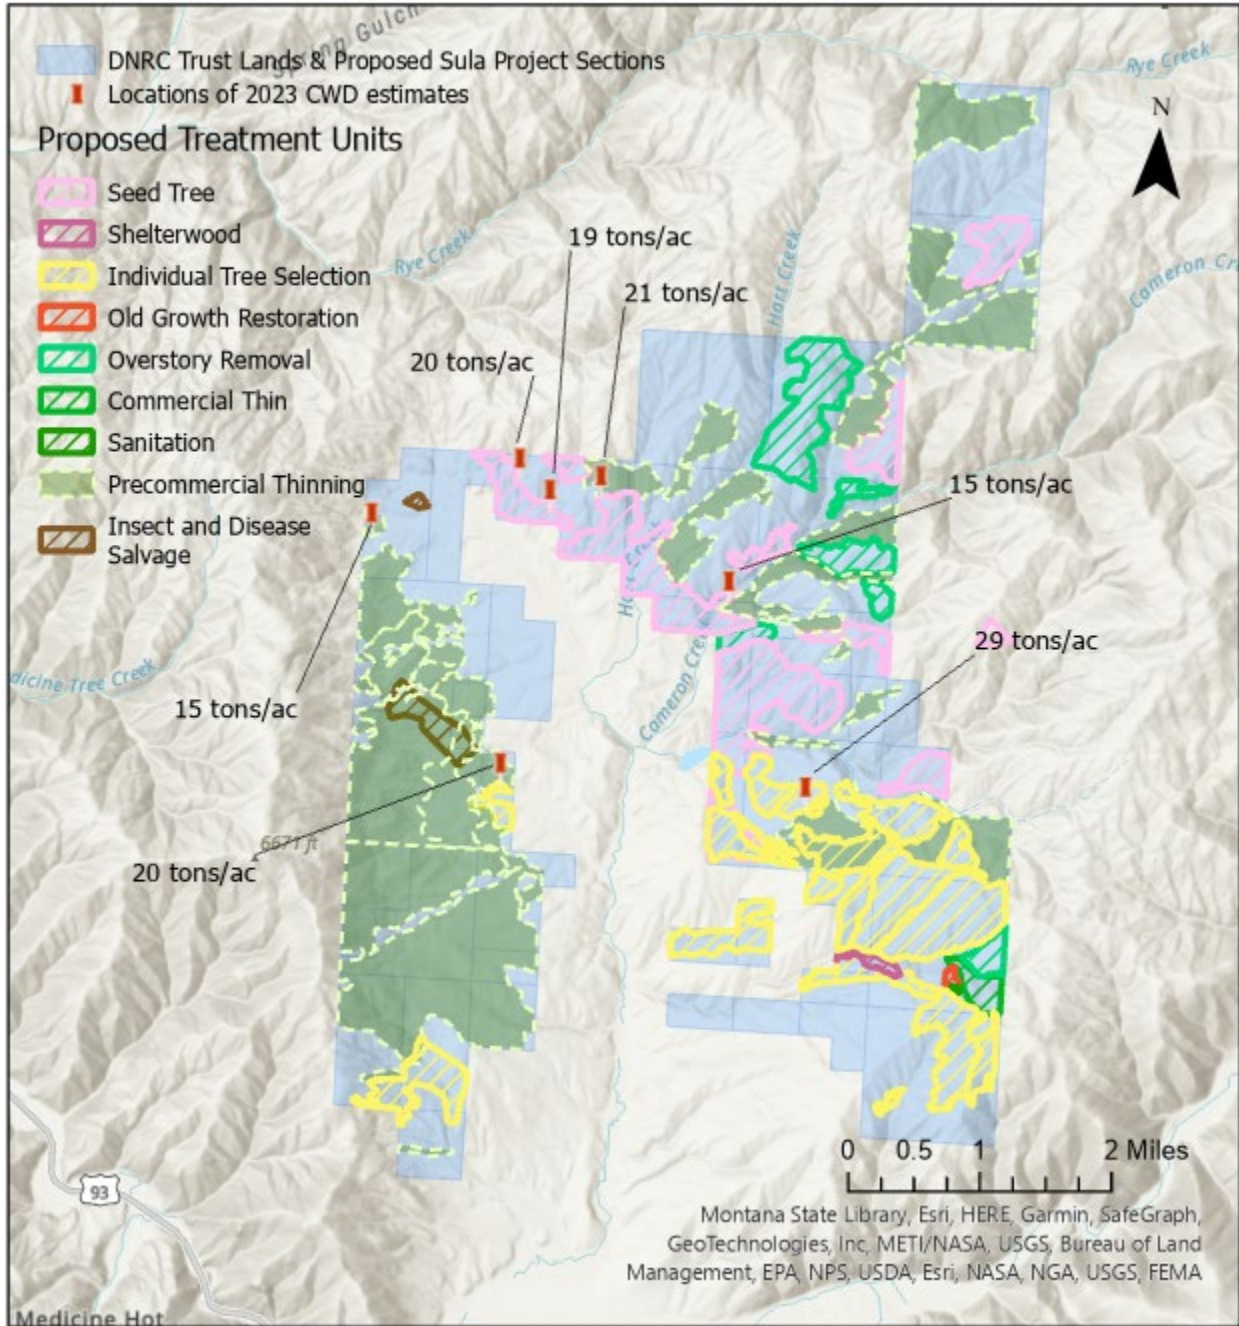 Spring Gulch
DNRC Trust Lands & Proposed Sula Project Sections
Locations of 2023 CWD estimates
Proposed Treatment Units
Seed Tree
Shelterwood
Individual Tree Selection
Old Growth Restoration
Overstory Removal
Commercial Thin
Sanitation
Precommercial Thinning
Insect and Disease
Salvage
Rye Creek
N
Rye Creek
19 tons/ac
Hart Creek
Cameron Cr
21 tons/ac
20 tons/ac
15 tons/ac
29 tons/ac
dicine Tree Creek
Cameron Cree
15 tons/ac
6671 ft
20 tons/ac
0 0.5 1 2 Miles
93
Montana State Library, Esri, HERE, Garmin, SafeGraph,
GeoTechnologies, Inc, METI/NASA, USGS, Bureau of Land
Management, EPA, NPS, USDA, Esri, NASA, NGA, USGS, FEMA
Medicine Hot